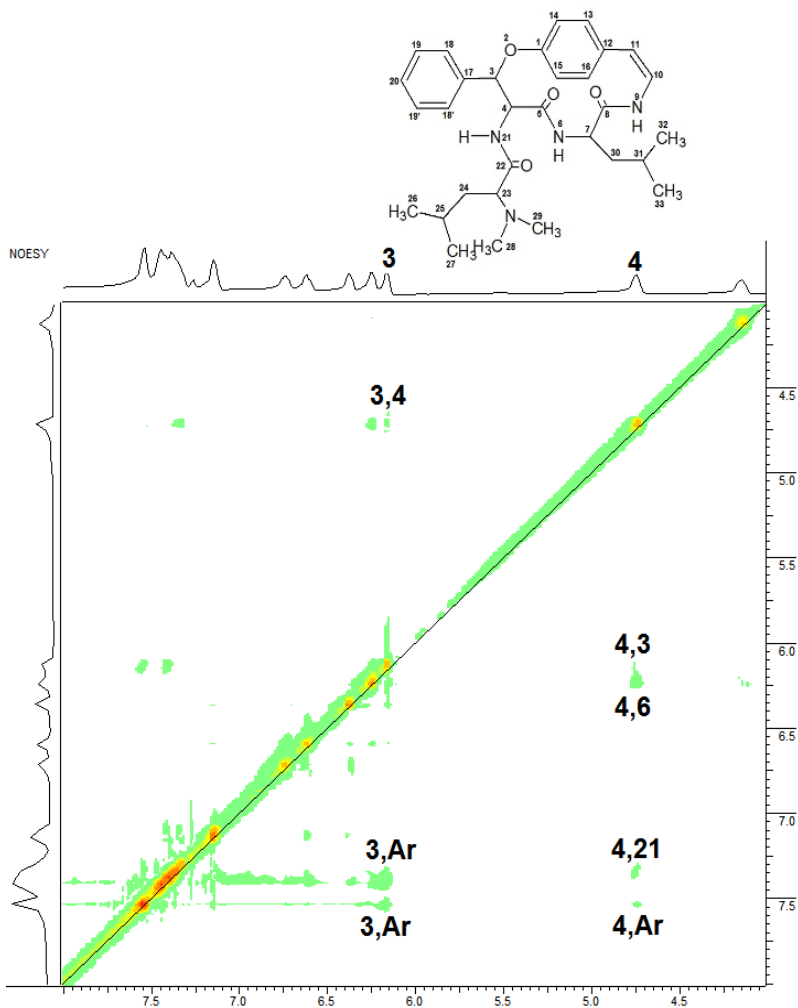 14 13
2
19 18 O 1 12 11
15 16
20 17 3 10
O O 9
19' 18' 4 5 6 8 N
H
H-N 21 N 7 32
H CH3
22 30 31
O
26 24 23 CH3
H3C 25 29 33
N CH3
H3C H3C 28
27
NOESY
3 4
3,4
4.5
5.0
5.5
4,3
6.0
4,6
6.5
7.0
3,Ar 4,21
7.5
3,Ar 4,Ar
7.5 7.0 6.5 6.0 5.5 5.0 4.5